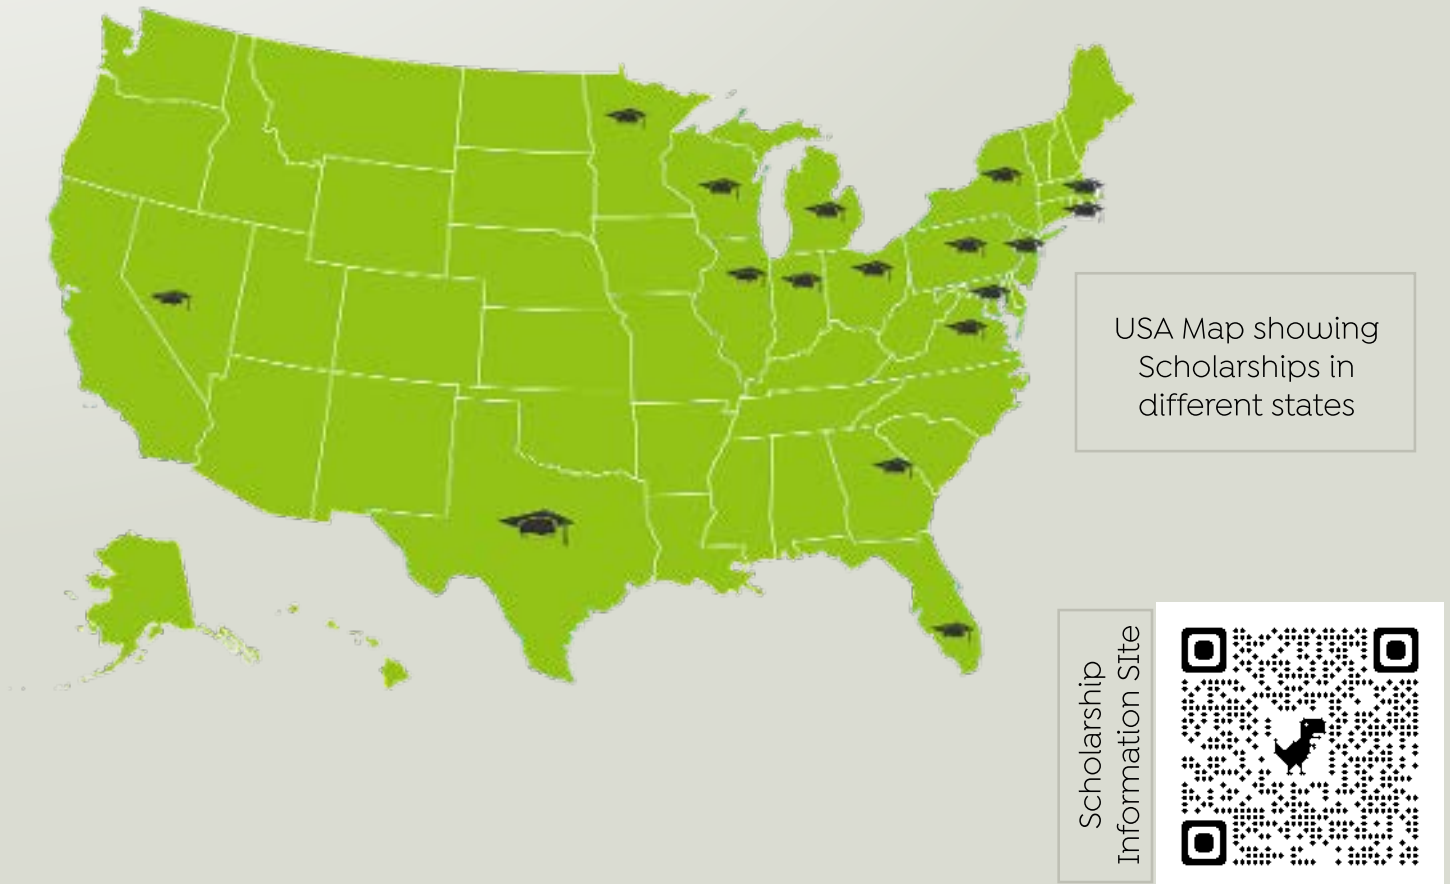 USA Map showing
Scholarships in
different states
Scholarship
Information SIte